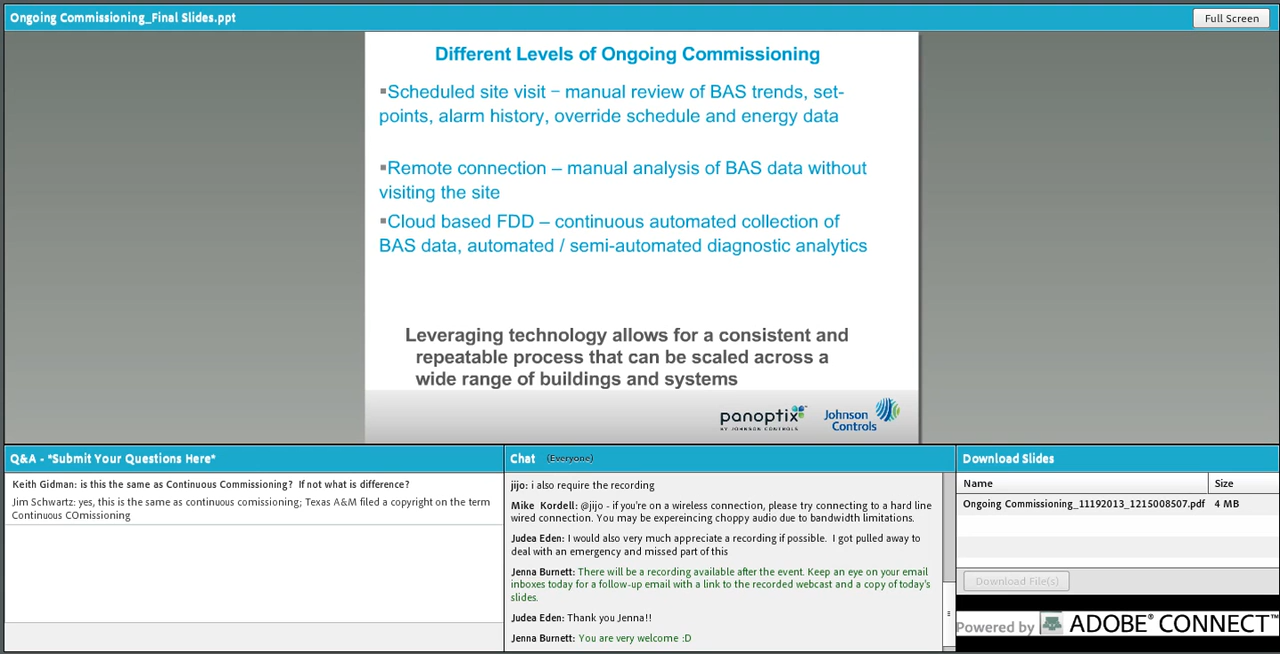 Ongoing Commissioning_Final Slides.ppt
Full Screen
Different Levels of Ongoing Commissioning
▪Scheduled site visit – manual review of BAS trends, set-
points, alarm history, override schedule and energy data
▪Remote connection – manual analysis of BAS data without
visiting the site
▪Cloud based FDD – continuous automated collection of
BAS data, automated / semi-automated diagnostic analytics
Leveraging technology allows for a consistent and
repeatable process that can be scaled across a
wide range of buildings and systems
panoptix
BY JOHNSON CONTROLS
Johnson
Controls
Q&A - *Submit Your Questions Here*
Keith Gidman: is this the same as Continuous Commissioning? If not what is difference?
Jim Schwartz: yes, this is the same as continuous comissioning; Texas A&M filed a copyright on the term
Continuous COmissioning
Chat (Everyone)
jijo: i also require the recording
Mike Kordell: @jijo - if you're on a wireless connection, please try connecting to a hard line
wired connection. You may be expereincing choppy audio due to bandwidth limitations.
Judea Eden: I would also very much appreciate a recording if possible. I got pulled away to
deal with an emergency and missed part of this
Jenna Burnett: There will be a recording available after the event. Keep an eye on your email
inboxes today for a follow-up email with a link to the recorded webcast and a copy of today's
slides.
Judea Eden: Thank you Jenna!!
Jenna Burnett: You are very welcome :D
Download Slides
Name Size
Ongoing Commissioning_11192013_1215008507.pdf 4 MB
Download File(s)
Powered by ADOBE® CONNECT™